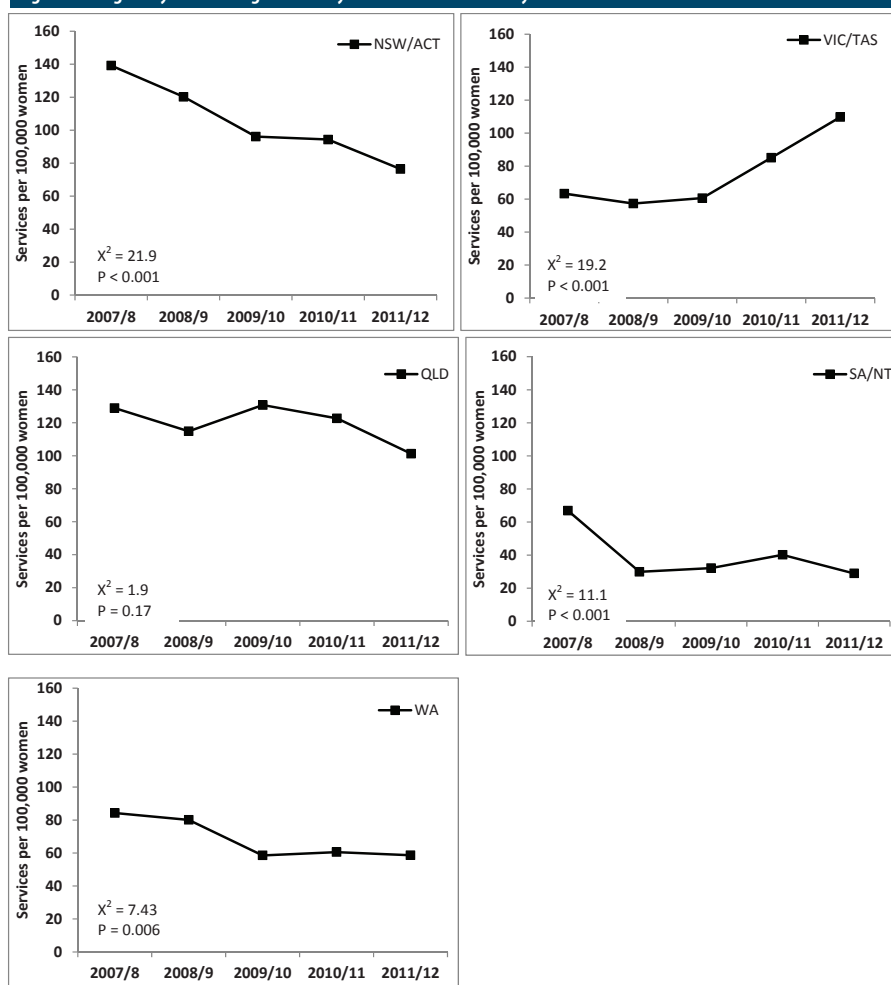 NSW/ACT
Services per 100,000 women
160
140
120
100
80
60
40
20
0
X² = 21.9
P < 0.001
2007/8 2008/9 2009/10 2010/11 2011/12
VIC/TAS
Services per 100,000 women
160
140
120
100
80
60
40
20
0
X² = 19.2
P < 0.001
2007/8 2008/9 2009/10 2010/11 2011/12
QLD
Services per 100,000 women
160
140
120
100
80
60
40
20
0
X² = 1.9
P = 0.17
2007/8 2008/9 2009/10 2010/11 2011/12
SA/NT
Services per 100,000 women
160
140
120
100
80
60
40
20
0
X² = 11.1
P < 0.001
2007/8 2008/9 2009/10 2010/11 2011/12
WA
Services per 100,000 women
160
140
120
100
80
60
40
20
0
X² = 7.43
P = 0.006
2007/8 2008/9 2009/10 2010/11 2011/12